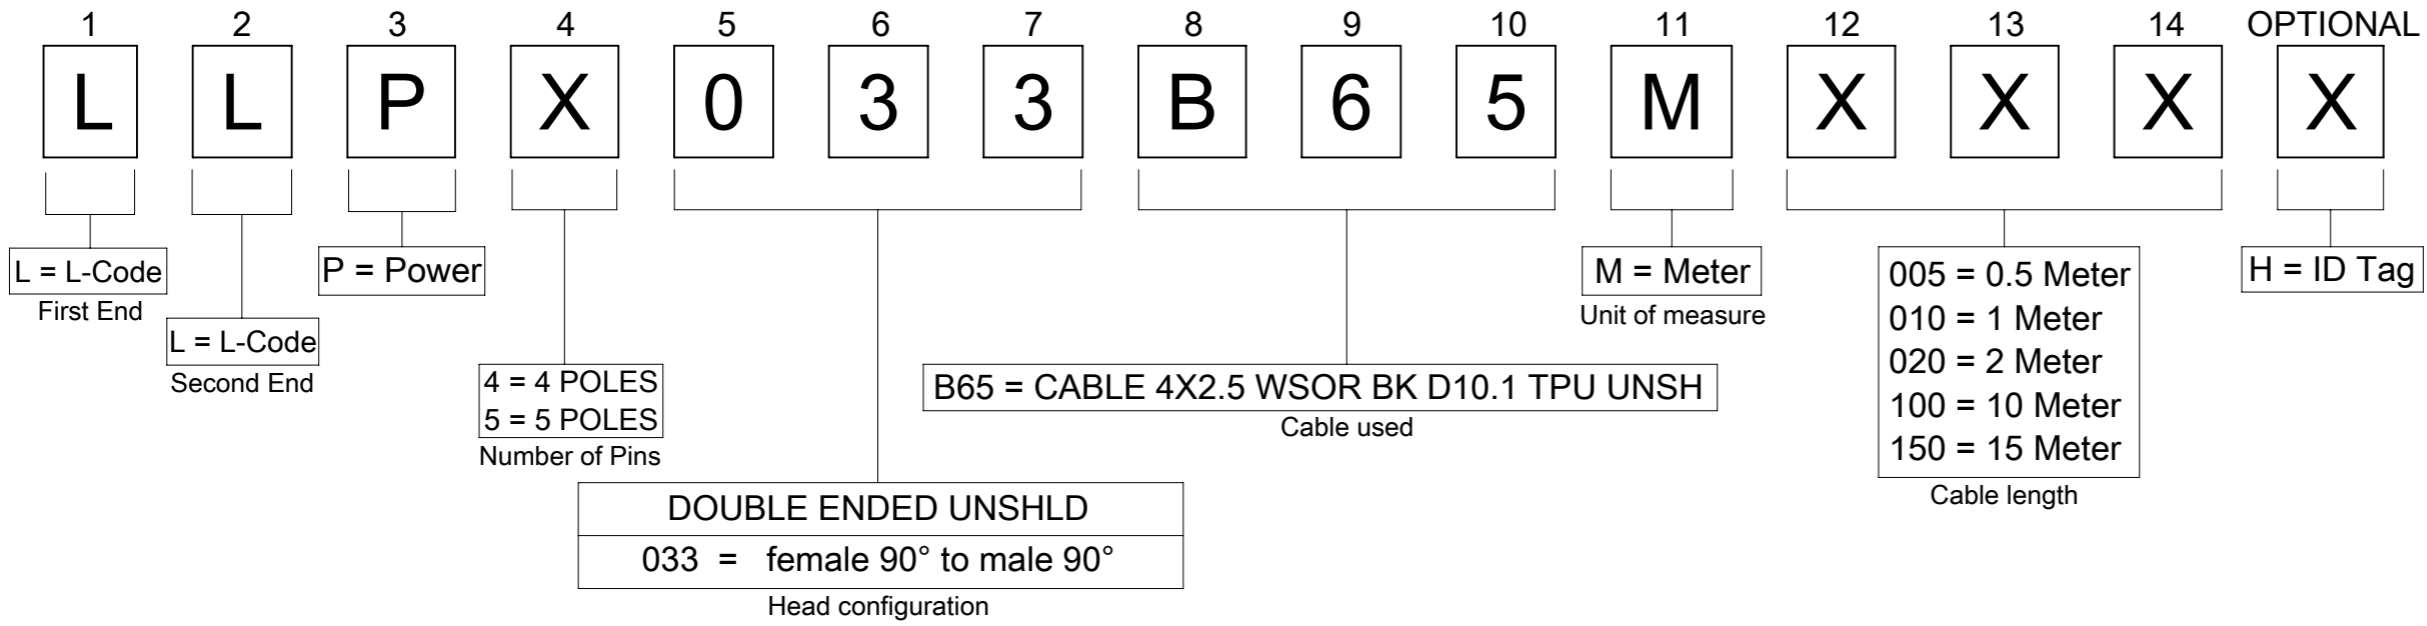 1 2 3 4 5 6 7 8 9 10 11 12 13 14 OPTIONAL
L L P X 0 3 3 B 6 5 M X X X X
L = L-Code
First End
L = L-Code
Second End
P = Power
4 = 4 POLES
5 = 5 POLES
Number of Pins
DOUBLE ENDED UNSHLD
033 = female 90° to male 90°
Head configuration
B65 = CABLE 4X2.5 WSOR BK D10.1 TPU UNSH
Cable used
M = Meter
Unit of measure
005 = 0.5 Meter
010 = 1 Meter
020 = 2 Meter
100 = 10 Meter
150 = 15 Meter
Cable length
H = ID Tag